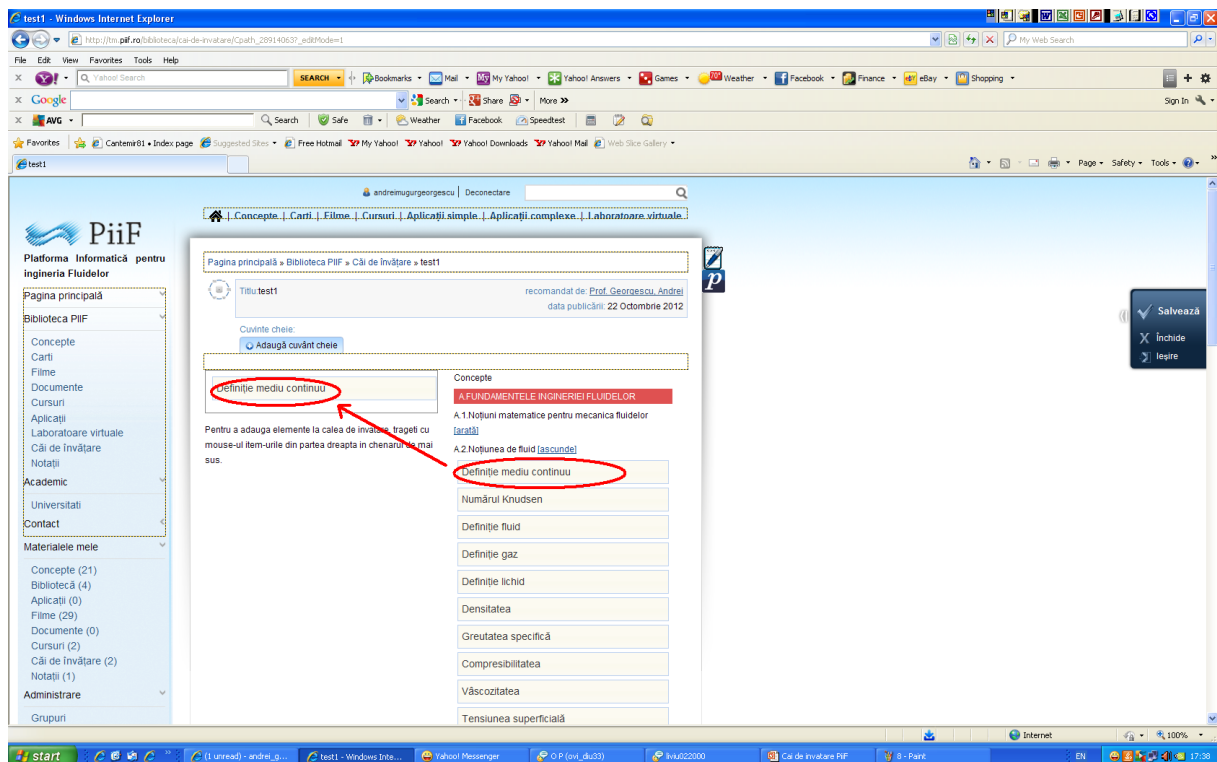 test1 - Windows Internet Explorer
http://tm.piif.ro/biblioteca/cai-de-invatare/Cpath_28914063?_editMode=1
My Web Search
File Edit View Favorites Tools Help
Yahoo! Search SEARCH Bookmarks Mail My Yahoo! Yahoo! Answers Games Weather Facebook Finance eBay Shopping
Google Search Share More Sign In
AVG Search Safe Weather Facebook Speedtest
Favorites Cantemir81 • Index page Suggested Sites Free Hotmail My Yahoo! Yahoo! Yahoo! Downloads Yahoo! Mail Web Slice Gallery
test1 Page Safety Tools
andreimugurgeorgescu | Deconectare
| Concepte | Carti | Filme | Cursuri | Aplicații simple | Aplicații complexe | Laboratoare virtuale
PiiF
Platforma Informatică pentru
ingineria Fluidelor
Pagina principală
Biblioteca PIIF
Concepte
Carti
Filme
Documente
Cursuri
Aplicații
Laboratoare virtuale
Căi de învățare
Notații
Academic
Universitati
Contact
Materialele mele
Concepte (21)
Bibliotecă (4)
Aplicații (0)
Filme (29)
Documente (0)
Cursuri (2)
Căi de învățare (2)
Notații (1)
Administrare
Grupuri
Pagina principală » Biblioteca PIIF » Căi de învățare » test1
Titlu:test1
recomandat de: Prof. Georgescu, Andrei
data publicării: 22 Octombrie 2012
Cuvinte cheie:
Adaugă cuvânt cheie
Definiție mediu continuu
Pentru a adauga elemente la calea de invatare, trageti cu
mouse-ul item-urile din partea dreapta in chenarul de mai
sus.
Concepte
A.FUNDAMENTELE INGINERIEI FLUIDELOR
A.1.Noțiuni matematice pentru mecanica fluidelor
[arată]
A.2.Noțiunea de fluid [ascunde]
Definiție mediu continuu
Numărul Knudsen
Definiție fluid
Definiție gaz
Definiție lichid
Densitatea
Greutatea specifică
Compresibilitatea
Vâscozitatea
Tensiunea superficială
p
Salvează
Închide
Ieșire
Internet 100%
start (1 unread) - andrei_g... test1 - Windows Inte... Yahoo! Messenger O P (ovi_diu33) liviu022000 Cai de invatare PiiF 8 - Paint EN 17:38